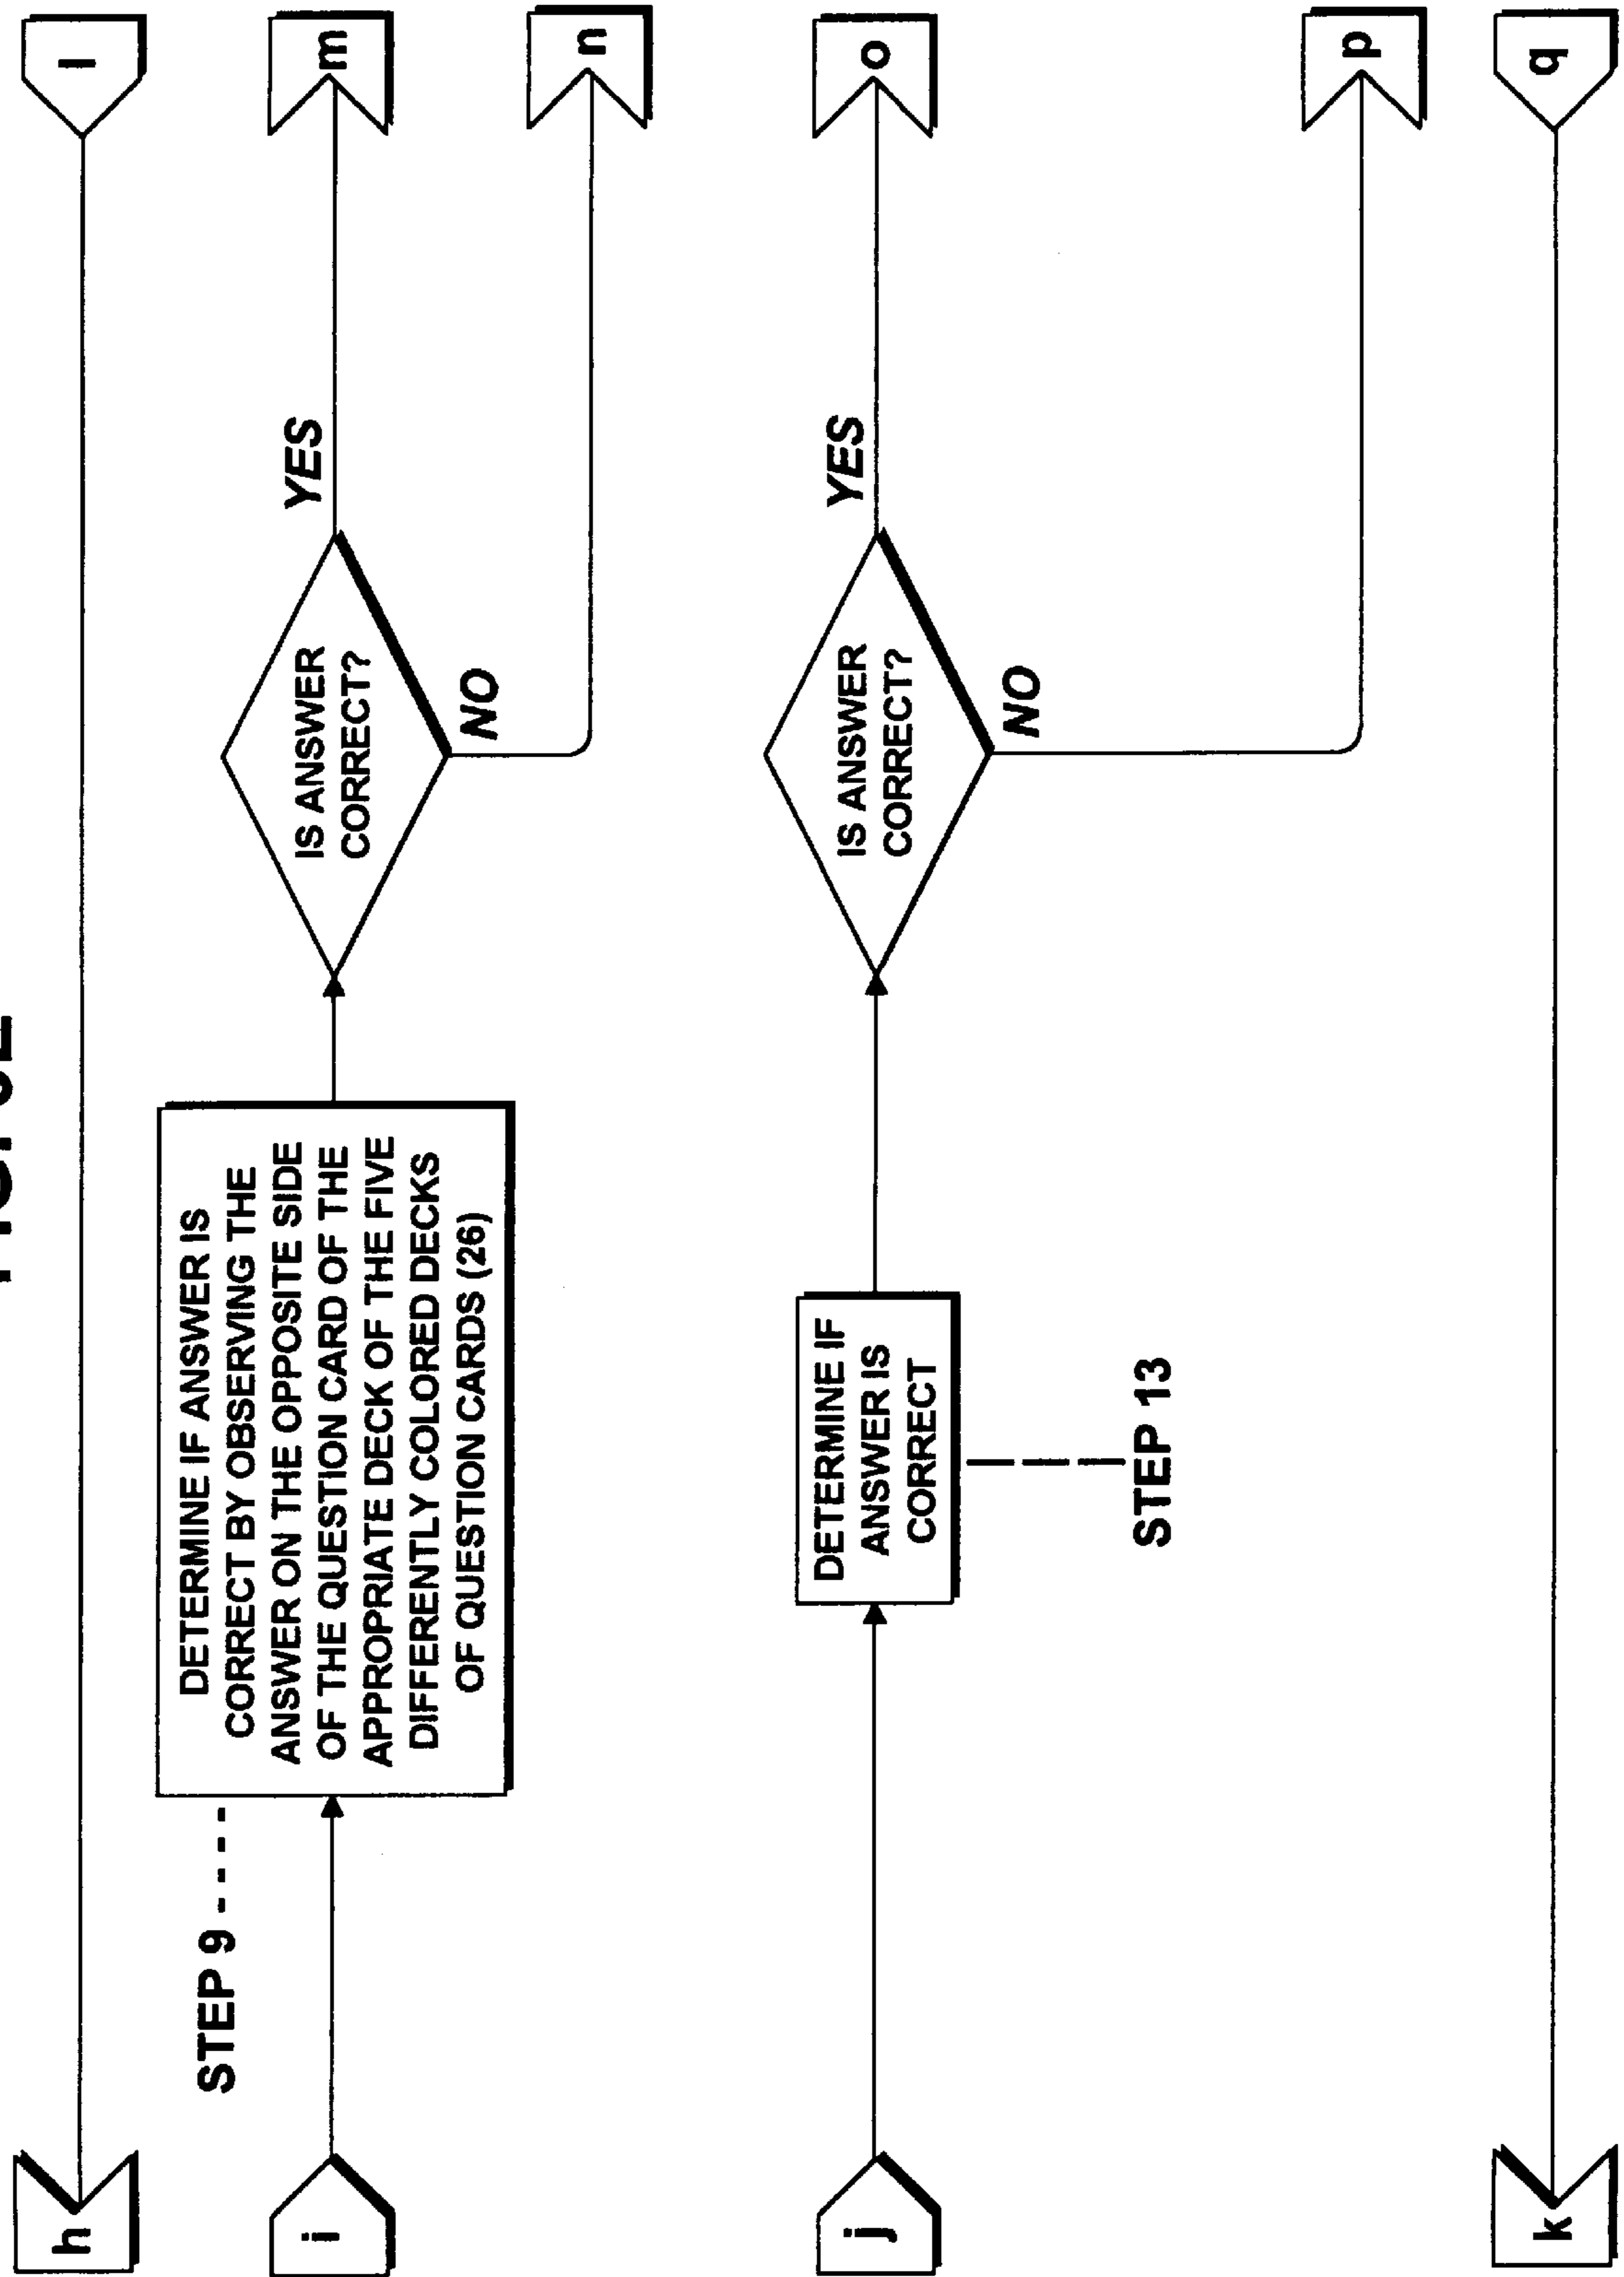 h
l
STEP 9
DETERMINE IF ANSWER IS
CORRECT BY OBSERVING THE
ANSWER ON THE OPPOSITE SIDE
OF THE QUESTION CARD OF THE
APPROPRIATE DECK OF THE FIVE
DIFFERENTLY COLORED DECKS
OF QUESTION CARDS (26)
i
IS ANSWER
CORRECT?
YES
m
NO
n
j
DETERMINE IF
ANSWER IS
CORRECT
STEP 13
IS ANSWER
CORRECT?
YES
o
NO
p
k
q